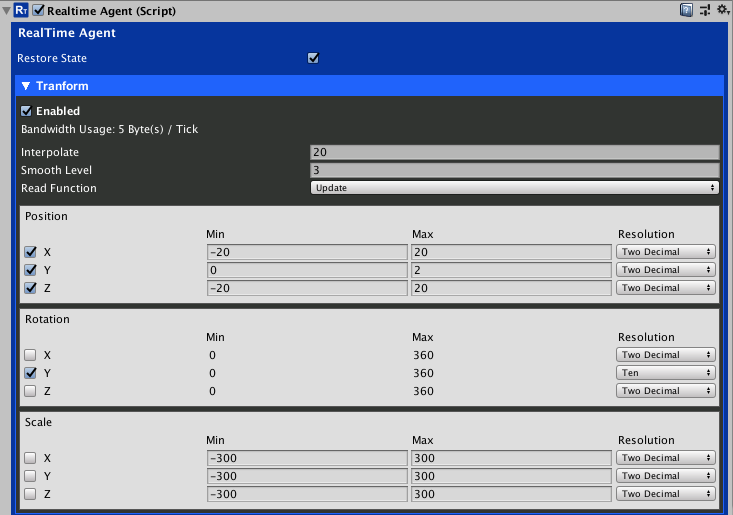 RT Realtime Agent (Script)
RealTime Agent
Restore State
Tranform
Enabled
Bandwidth Usage: 5 Byte(s) / Tick
Interpolate 20
Smooth Level 3
Read Function Update
Position
Min Max Resolution
X -20 20 Two Decimal
Y 0 2 Two Decimal
Z -20 20 Two Decimal
Rotation
Min Max Resolution
X 0 360 Two Decimal
Y 0 360 Ten
Z 0 360 Two Decimal
Scale
Min Max Resolution
X -300 300 Two Decimal
Y -300 300 Two Decimal
Z -300 300 Two Decimal